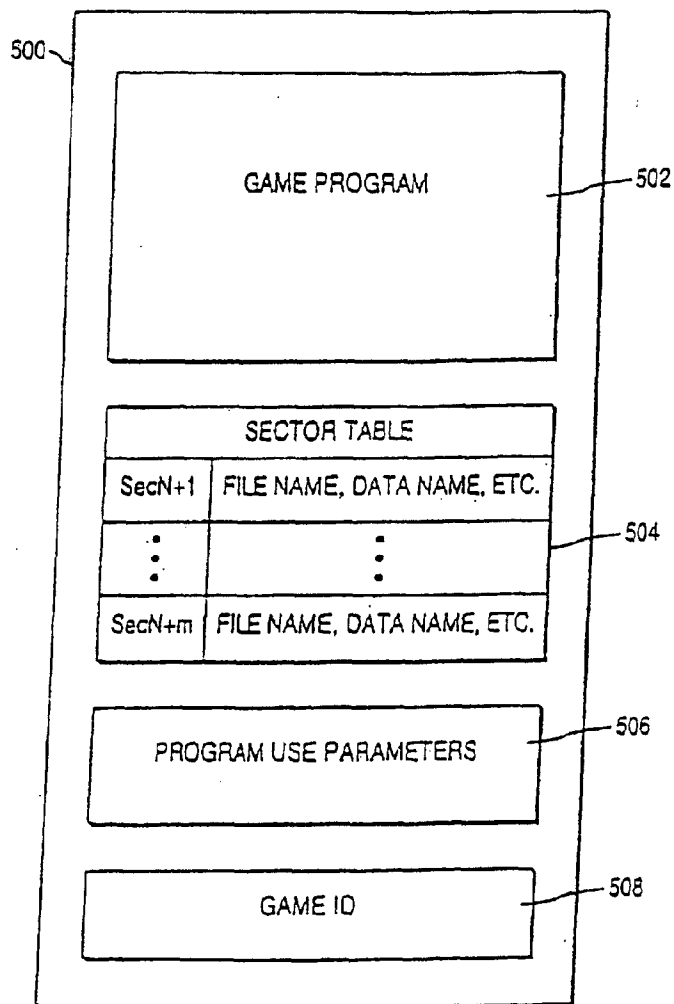 500
GAME PROGRAM
502
SECTOR TABLE
SecN+1 FILE NAME, DATA NAME, ETC.
504
SecN+m FILE NAME, DATA NAME, ETC.
PROGRAM USE PARAMETERS
506
GAME ID
508